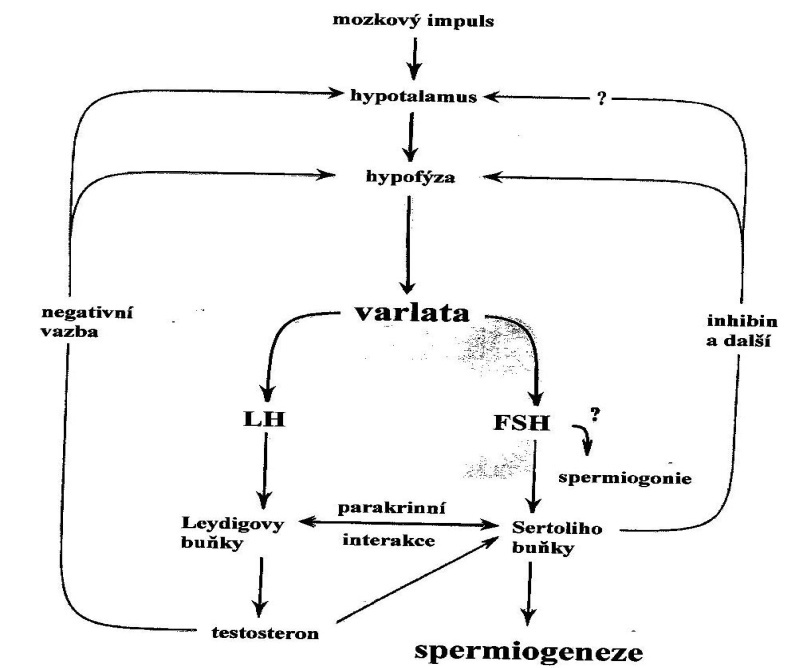 mozkový impuls
hypotalamus
?
hypofýza
negativní
vazba
varlata
inhibin
a další
LH
FSH
?
spermiogonie
parakrinní
Leydigovy
buňky
interakce
Sertoliho
buňky
testosteron
spermiogeneze